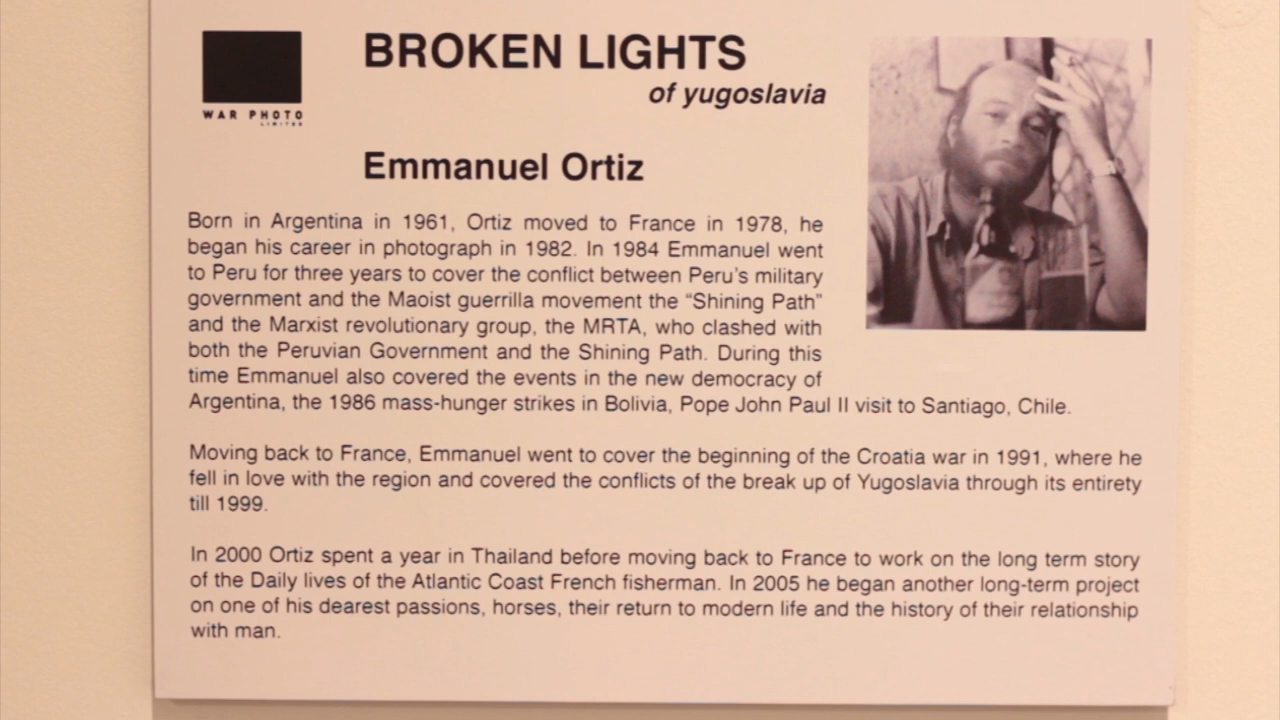 BROKEN LIGHTS
of yugoslavia
WAR PHOTO
LIMITED
Emmanuel Ortiz
Born in Argentina in 1961, Ortiz moved to France in 1978, he
began his career in photograph in 1982. In 1984 Emmanuel went
to Peru for three years to cover the conflict between Peru's military
government and the Maoist guerrilla movement the “Shining Path”
and the Marxist revolutionary group, the MRTA, who clashed with
both the Peruvian Government and the Shining Path. During this
time Emmanuel also covered the events in the new democracy of
Argentina, the 1986 mass-hunger strikes in Bolivia, Pope John Paul II visit to Santiago, Chile.
Moving back to France, Emmanuel went to cover the beginning of the Croatia war in 1991, where he
fell in love with the region and covered the conflicts of the break up of Yugoslavia through its entirety
till 1999.
In 2000 Ortiz spent a year in Thailand before moving back to France to work on the long term story
of the Daily lives of the Atlantic Coast French fisherman. In 2005 he began another long-term project
on one of his dearest passions, horses, their return to modern life and the history of their relationship
with man.